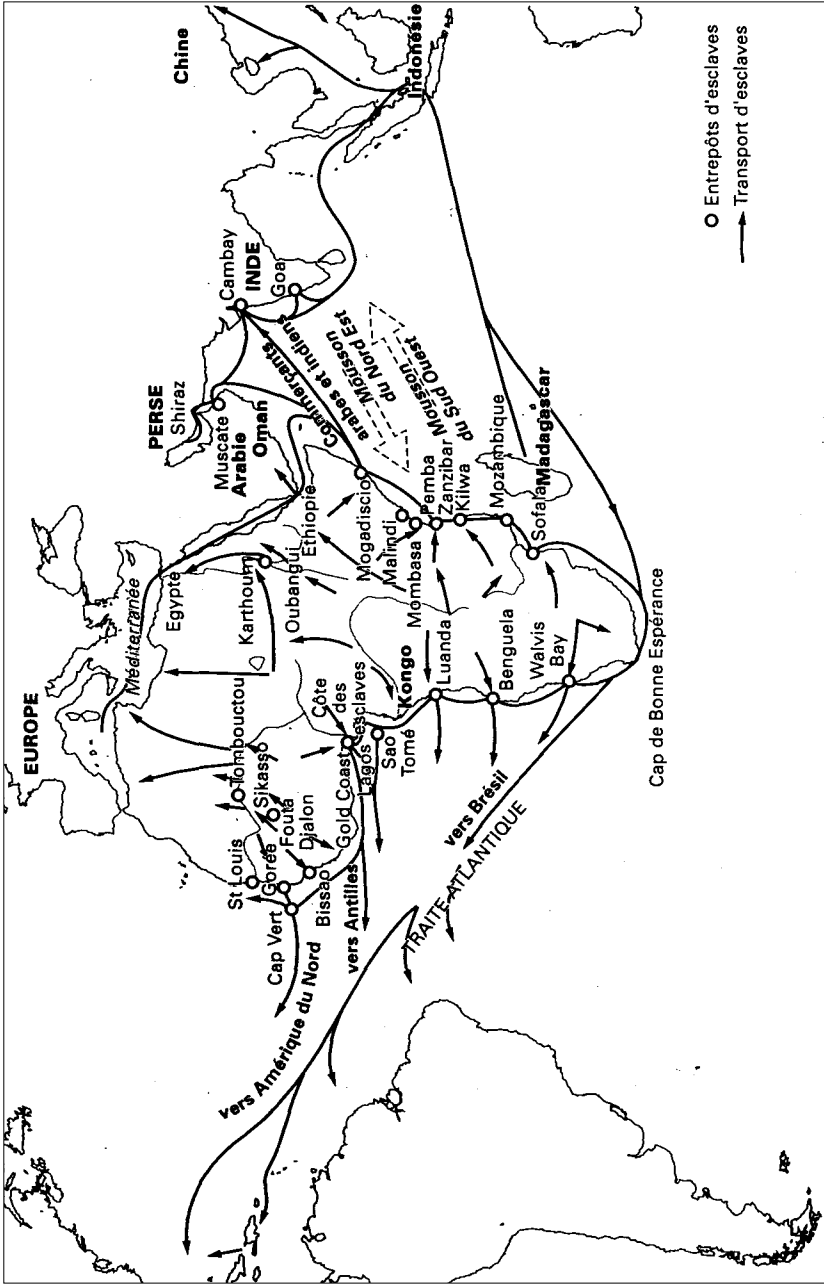 EUROPE
Méditerranée
Egypte
PERSE
Shiraz
Muscate
Arabie
Oman
Cambay
INDE
Goa
Chine
Indonésie
St Louis
Gorée
Cap Vert
Bissao
Tombouctou
Sikasso
Fouta
Djalon
Gold Coast
Côte
des
esclaves
Lagos
Sao
Tomé
Karthoum
Oubangui
Ethiopie
Mogadiscio
Malindi
Mombasa
Pemba
Zanzibar
Kilwa
Mozambique
Sofala
Madagascar
Kongo
Luanda
Benguela
Walvis
Bay
Cap de Bonne Espérance
Commerçants
arabes et indiens
Mousson
du Nord Est
Mousson
du Sud Ouest
vers Amérique du Nord
vers Antilles
vers Brésil
TRAITE ATLANTIQUE
Entrepôts d'esclaves
Transport d'esclaves